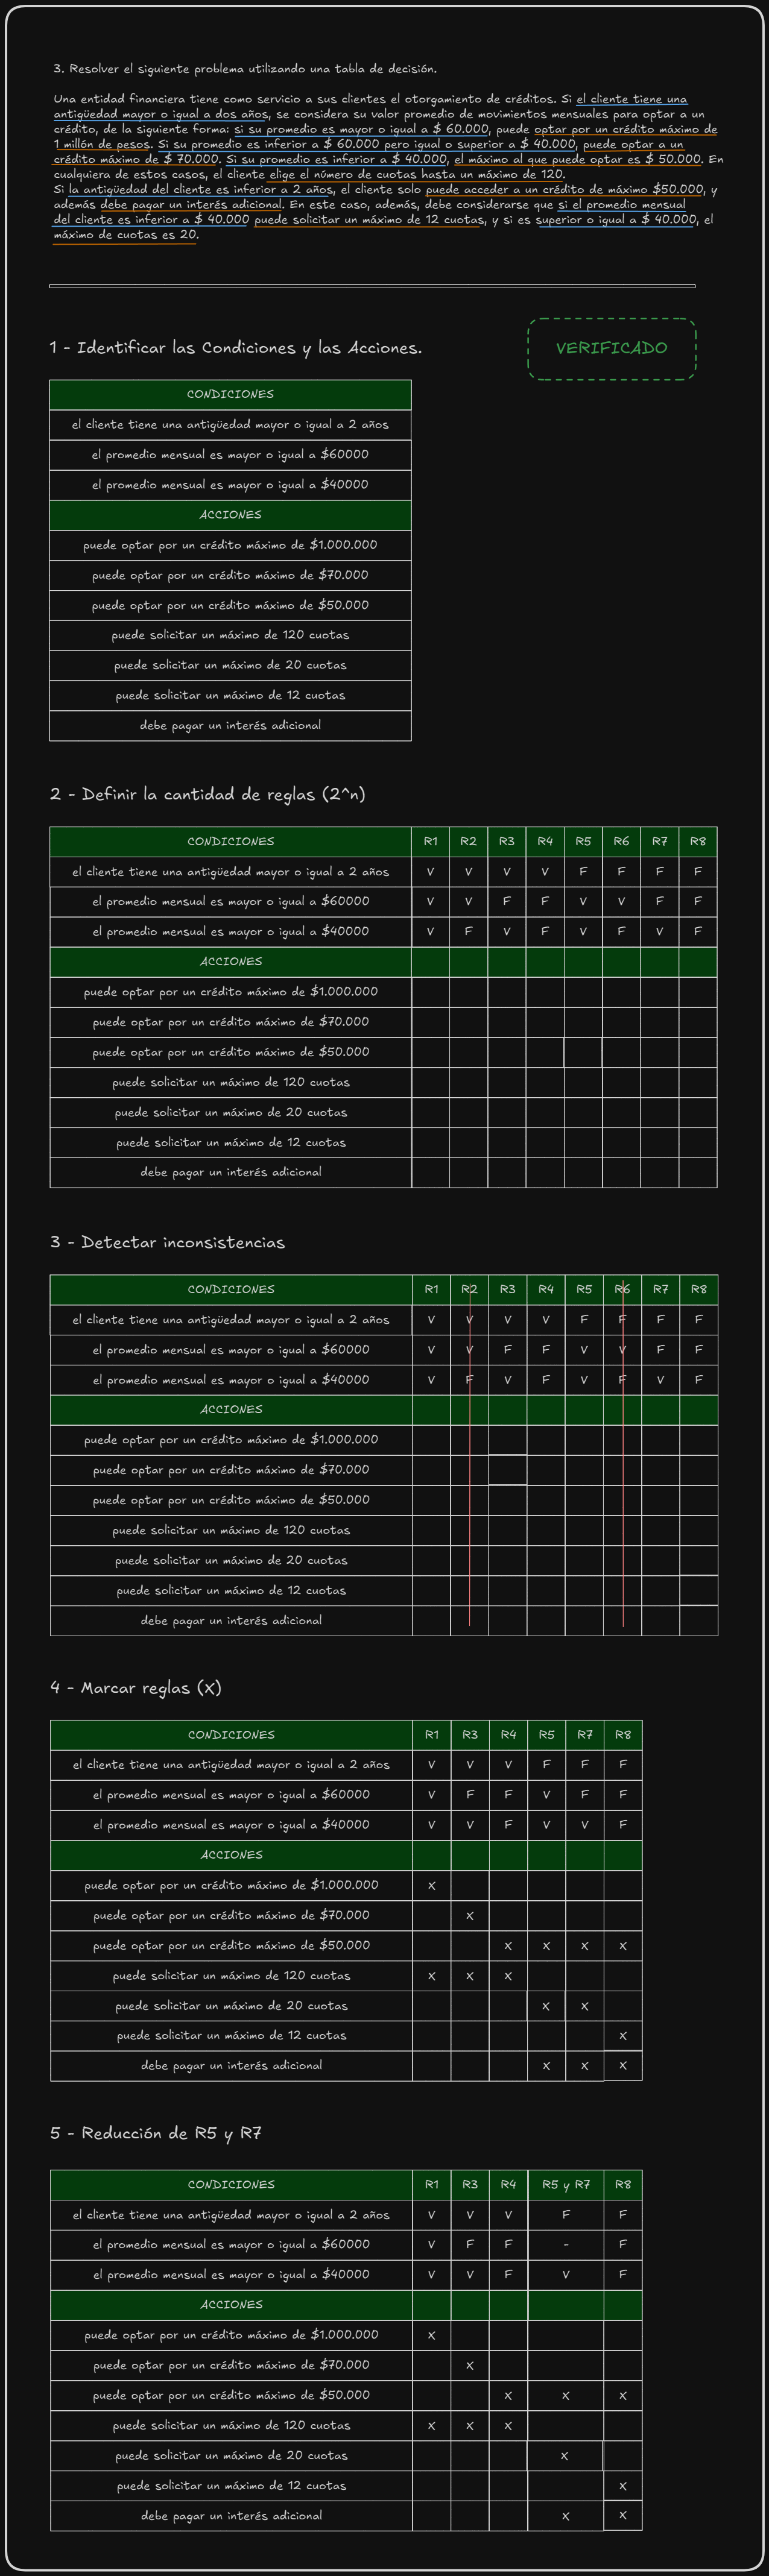 3. Resolver el siguiente problema utilizando una tabla de decisión.
Una entidad financiera tiene como servicio a sus clientes el otorgamiento de créditos. Si el cliente tiene una
antigüedad mayor o igual a dos años, se considera su valor promedio de movimientos mensuales para optar a un
crédito, de la siguiente forma: si su promedio es mayor o igual a $ 60.000, puede optar por un crédito máximo de
1 millón de pesos. Si su promedio es inferior a $ 60.000 pero igual o superior a $ 40.000, puede optar a un
crédito máximo de $ 70.000. Si su promedio es inferior a $ 40.000, el máximo al que puede optar es $ 50.000. En
cualquiera de estos casos, el cliente elige el número de cuotas hasta un máximo de 120.
Si la antigüedad del cliente es inferior a 2 años, el cliente solo puede acceder a un crédito de máximo $50.000, y
además debe pagar un interés adicional. En este caso, además, debe considerarse que si el promedio mensual
del cliente es inferior a $ 40.000 puede solicitar un máximo de 12 cuotas, y si es superior o igual a $ 40.000, el
máximo de cuotas es 20.
1 - Identificar las Condiciones y las Acciones.
VERIFICADO
CONDICIONES
el cliente tiene una antigüedad mayor o igual a 2 años
el promedio mensual es mayor o igual a $60000
el promedio mensual es mayor o igual a $40000
ACCIONES
puede optar por un crédito máximo de $1.000.000
puede optar por un crédito máximo de $70.000
puede optar por un crédito máximo de $50.000
puede solicitar un máximo de 120 cuotas
puede solicitar un máximo de 20 cuotas
puede solicitar un máximo de 12 cuotas
debe pagar un interés adicional
2 - Definir la cantidad de reglas (2^n)
CONDICIONES R1 R2 R3 R4 R5 R6 R7 R8
el cliente tiene una antigüedad mayor o igual a 2 años V V V V F F F F
el promedio mensual es mayor o igual a $60000 V V F F V V F F
el promedio mensual es mayor o igual a $40000 V F V F V F V F
ACCIONES
puede optar por un crédito máximo de $1.000.000
puede optar por un crédito máximo de $70.000
puede optar por un crédito máximo de $50.000
puede solicitar un máximo de 120 cuotas
puede solicitar un máximo de 20 cuotas
puede solicitar un máximo de 12 cuotas
debe pagar un interés adicional
3 - Detectar inconsistencias
CONDICIONES R1 R2 R3 R4 R5 R6 R7 R8
el cliente tiene una antigüedad mayor o igual a 2 años V V V V F F F F
el promedio mensual es mayor o igual a $60000 V V F F V V F F
el promedio mensual es mayor o igual a $40000 V F V F V F V F
ACCIONES
puede optar por un crédito máximo de $1.000.000
puede optar por un crédito máximo de $70.000
puede optar por un crédito máximo de $50.000
puede solicitar un máximo de 120 cuotas
puede solicitar un máximo de 20 cuotas
puede solicitar un máximo de 12 cuotas
debe pagar un interés adicional
4 - Marcar reglas (X)
CONDICIONES R1 R3 R4 R5 R7 R8
el cliente tiene una antigüedad mayor o igual a 2 años V V V F F F
el promedio mensual es mayor o igual a $60000 V F F V F F
el promedio mensual es mayor o igual a $40000 V V F V V F
ACCIONES
puede optar por un crédito máximo de $1.000.000 X
puede optar por un crédito máximo de $70.000 X
puede optar por un crédito máximo de $50.000 X X X X
puede solicitar un máximo de 120 cuotas X X X
puede solicitar un máximo de 20 cuotas X X
puede solicitar un máximo de 12 cuotas X
debe pagar un interés adicional X X X
5 - Reducción de R5 y R7
CONDICIONES R1 R3 R4 R5 y R7 R8
el cliente tiene una antigüedad mayor o igual a 2 años V V V F F
el promedio mensual es mayor o igual a $60000 V F F - F
el promedio mensual es mayor o igual a $40000 V V F V F
ACCIONES
puede optar por un crédito máximo de $1.000.000 X
puede optar por un crédito máximo de $70.000 X
puede optar por un crédito máximo de $50.000 X X X
puede solicitar un máximo de 120 cuotas X X X
puede solicitar un máximo de 20 cuotas X
puede solicitar un máximo de 12 cuotas X
debe pagar un interés adicional X X